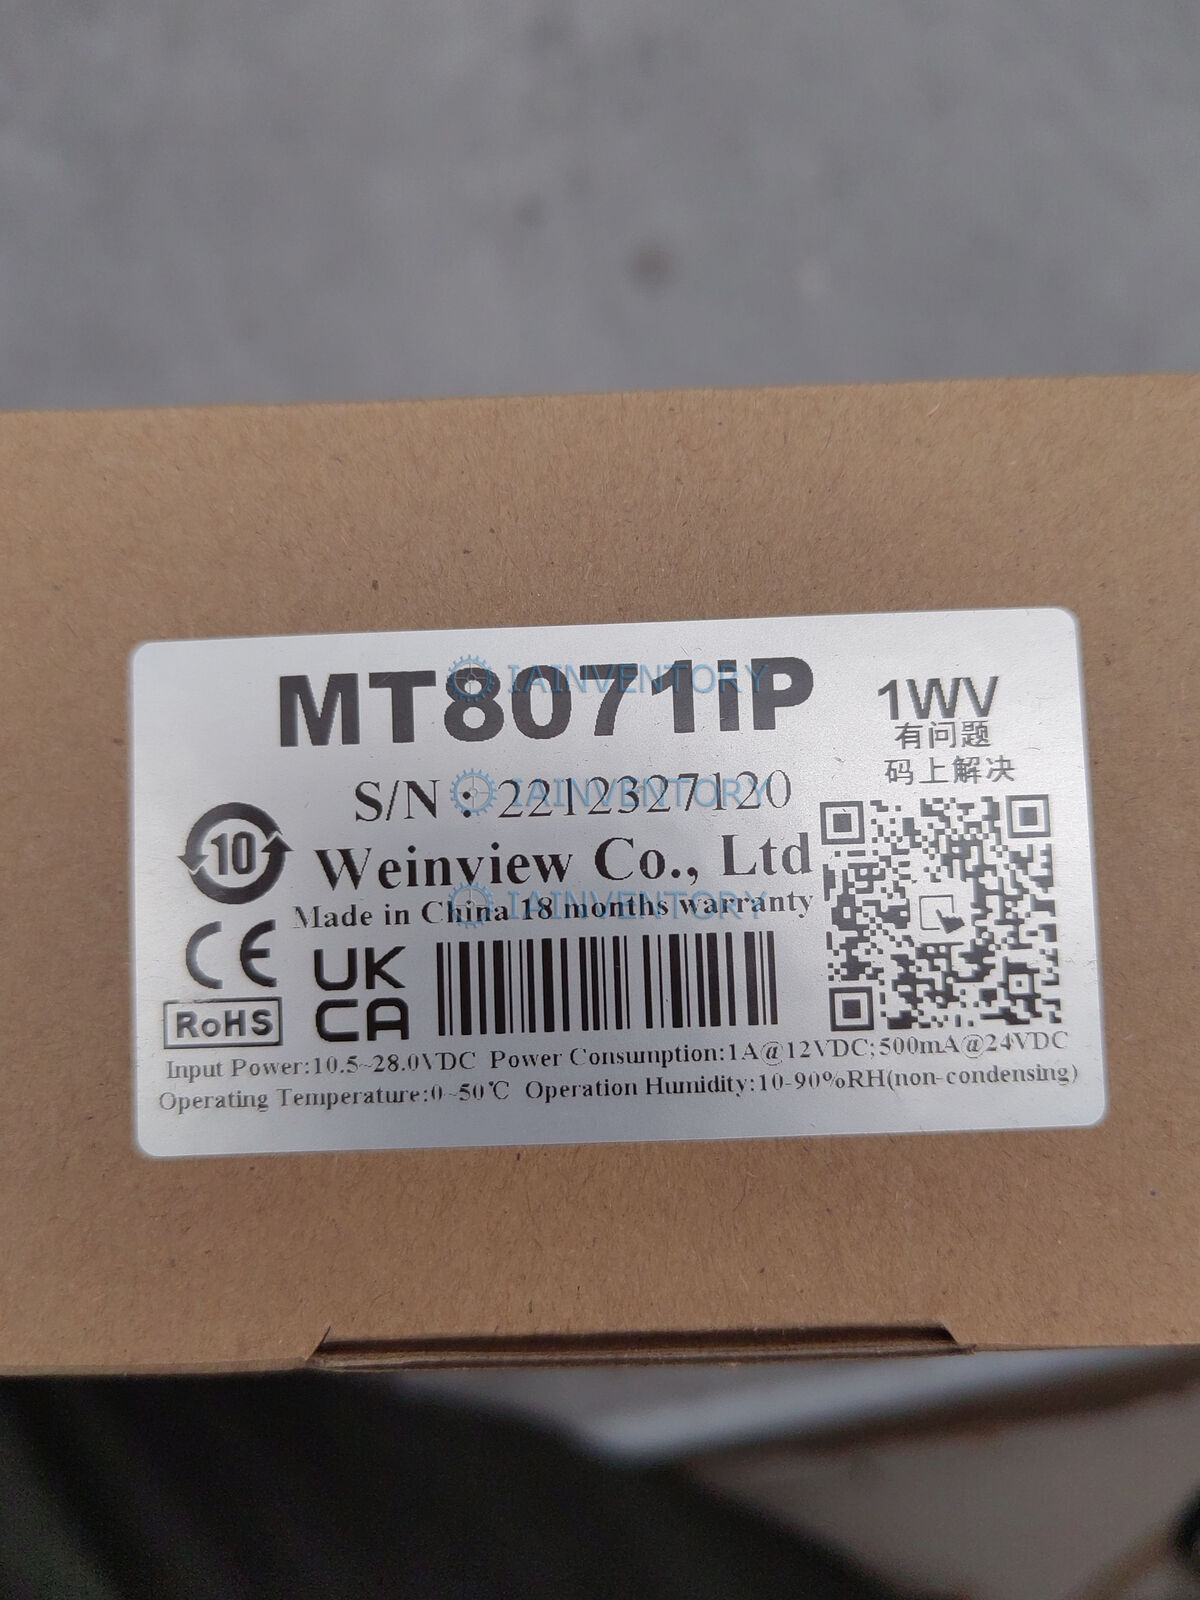 MT8071iP
1WV
有问题
码上解决
S/N：2212327120
10
Weinview Co., Ltd
Made in China 18 months warranty
CE
UK
CA
RoHS
Input Power:10.5~28.0VDC Power Consumption:1A@12VDC;500mA@24VDC
Operating Temperature:0~50℃ Operation Humidity:10-90%RH(non-condensing)
IAINVENTORY
IAINVENTORY
IAINVENTORY